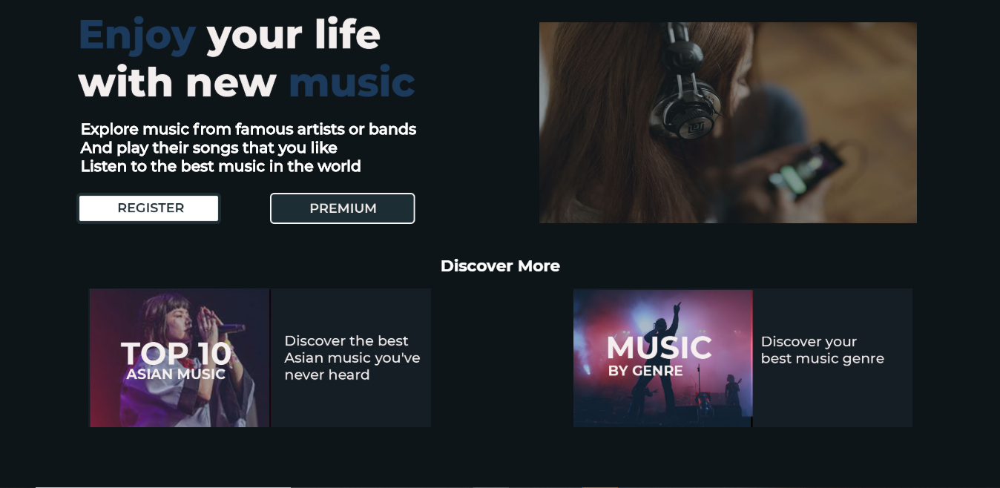 Enjoy your life
with new music
Explore music from famous artists or bands
And play their songs that you like
Listen to the best music in the world
REGISTER
PREMIUM
Discover More
TOP 10
ASIAN MUSIC
Discover the best
Asian music you've
never heard
MUSIC
BY GENRE
Discover your
best music genre